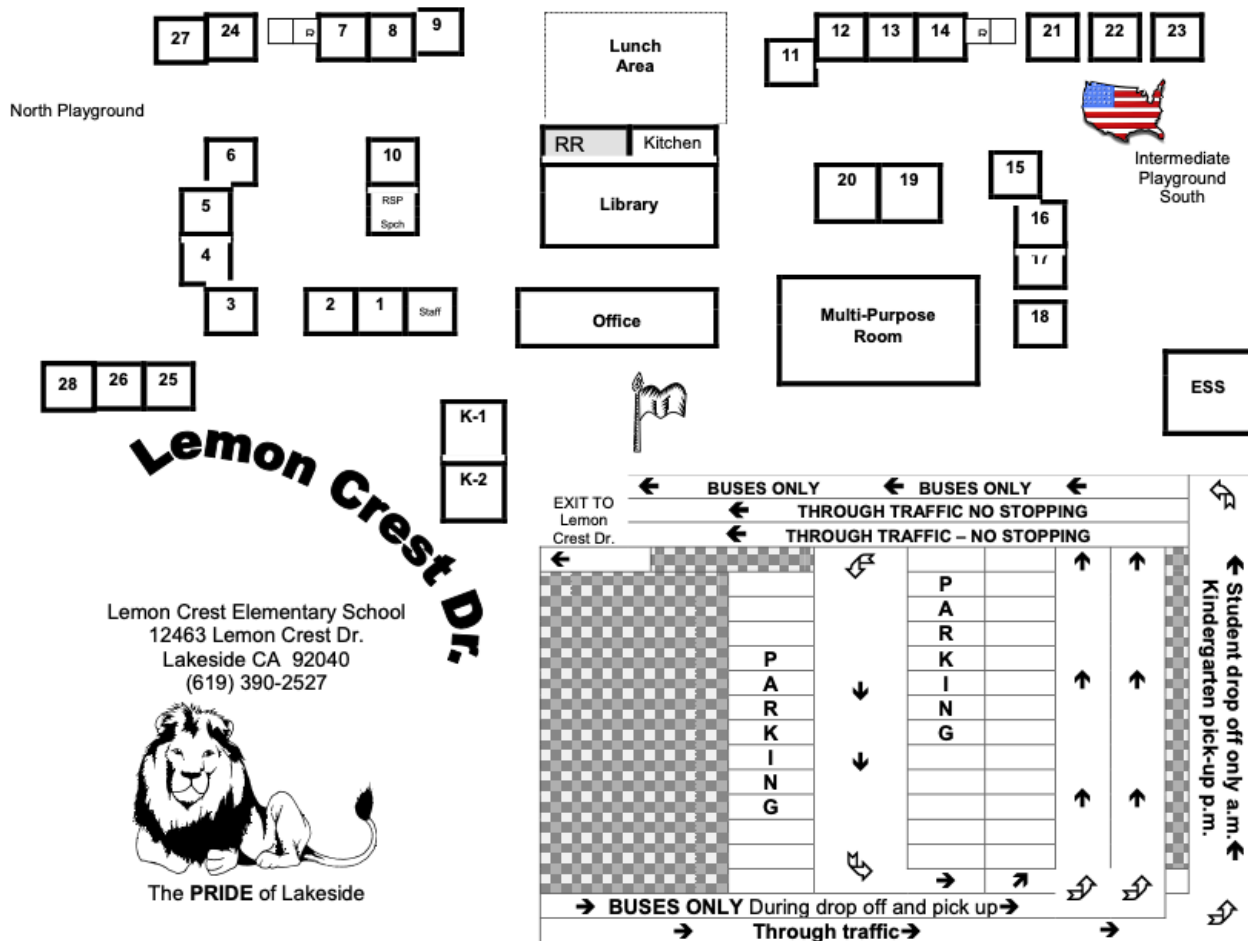 27
24
R
7
8
9
Lunch
Area
11
12
13
14
R
21
22
23
North Playground
6
10
RR
Kitchen
5
RSP
Spch
Library
20
19
15
Intermediate
Playground
South
16
4
17
3
2
1
Staff
Office
Multi-Purpose
Room
18
28
26
25
ESS
K-1
K-2
Lemon Crest Dr.
EXIT TO
Lemon
Crest Dr.
BUSES ONLY BUSES ONLY
THROUGH TRAFFIC NO STOPPING
THROUGH TRAFFIC – NO STOPPING
PARKING
PARKING
Student drop off only a.m.
Kindergarten pick-up p.m.
Lemon Crest Elementary School
12463 Lemon Crest Dr.
Lakeside CA 92040
(619) 390-2527
The PRIDE of Lakeside
BUSES ONLY During drop off and pick up
Through traffic